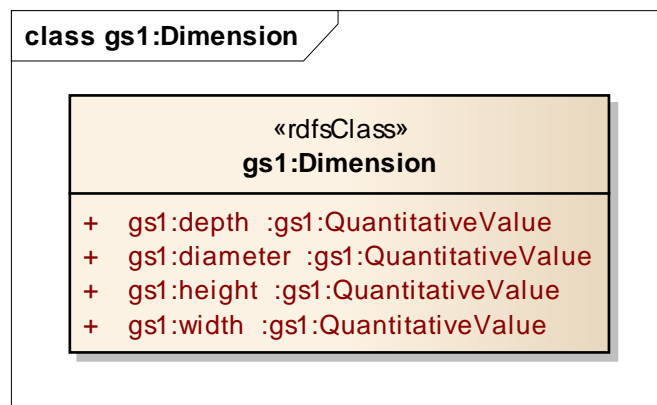 class gs1:Dimension
«rdfsClass»
gs1:Dimension
+ gs1:depth :gs1:QuantitativeValue
+ gs1:diameter :gs1:QuantitativeValue
+ gs1:height :gs1:QuantitativeValue
+ gs1:width :gs1:QuantitativeValue